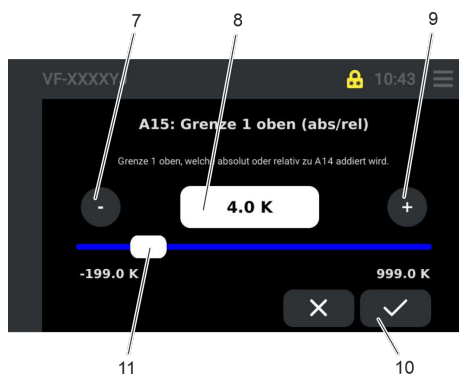 7 8 9
VF-XXXXY 10:43
A15: Grenze 1 oben (abs/rel)
Grenze 1 oben, welche absolut oder relativ zu A14 addiert wird.
- 4.0 K +
-199.0 K 999.0 K
11 10